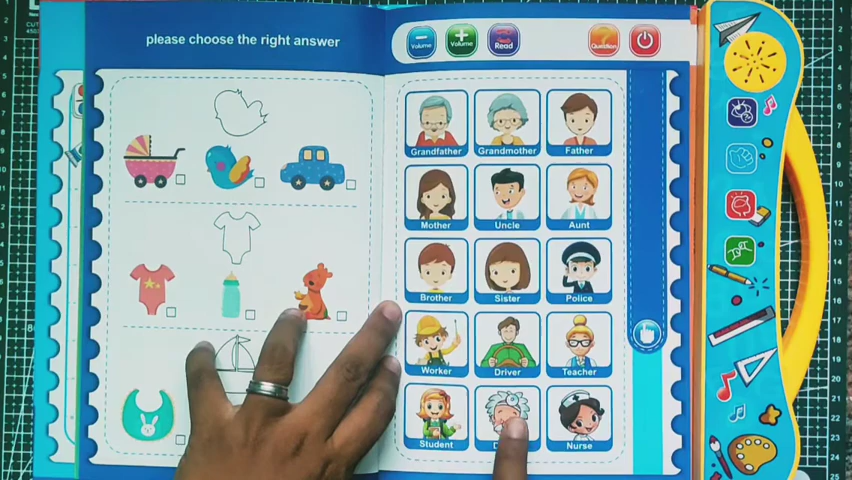 please choose the right answer
Volume
Volume
Read
Question
Grandfather
Grandmother
Father
Mother
Uncle
Aunt
Brother
Sister
Police
Worker
Driver
Teacher
Student
Nurse